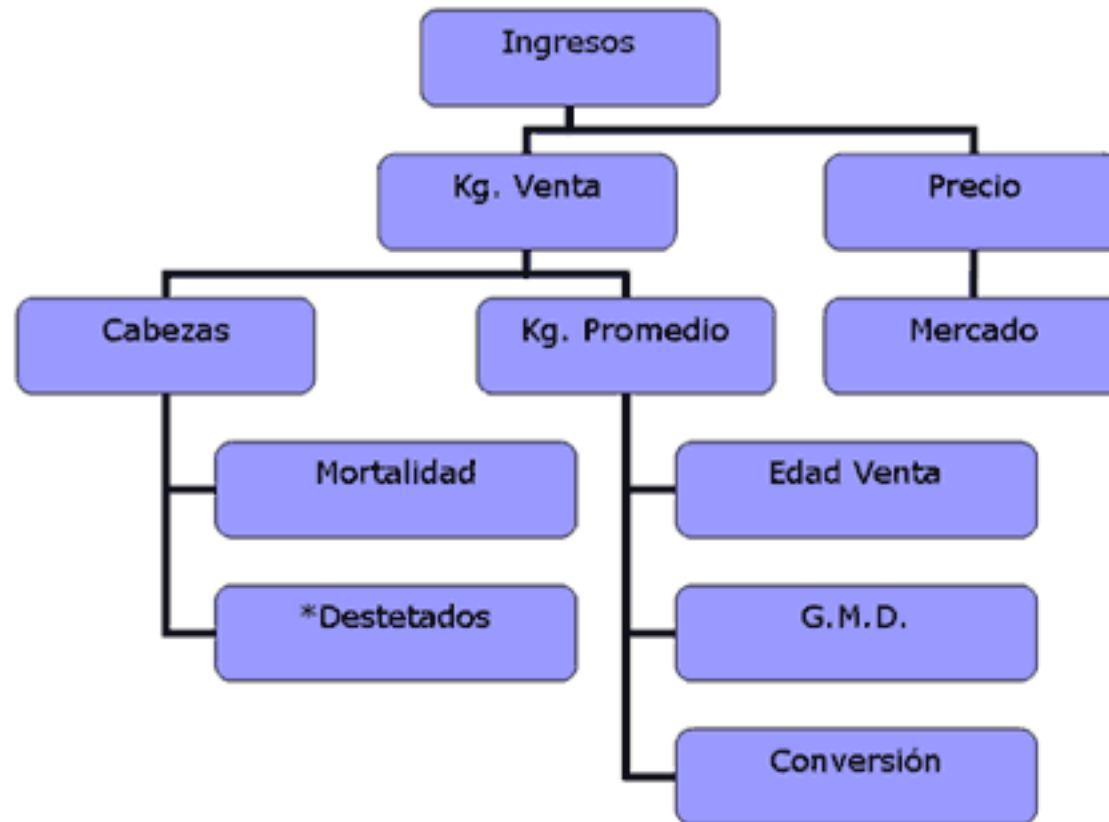 Ingresos
Kg. Venta
Precio
Cabezas
Kg. Promedio
Mercado
Mortalidad
Edad Venta
*Destetados
G.M.D.
Conversión